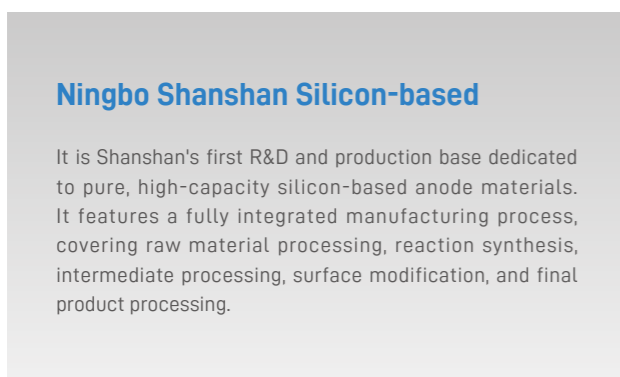 Ningbo Shanshan Silicon-based
It is Shanshan's first R&D and production base dedicated
to pure, high-capacity silicon-based anode materials.
It features a fully integrated manufacturing process,
covering raw material processing, reaction synthesis,
intermediate processing, surface modification, and final
product processing.